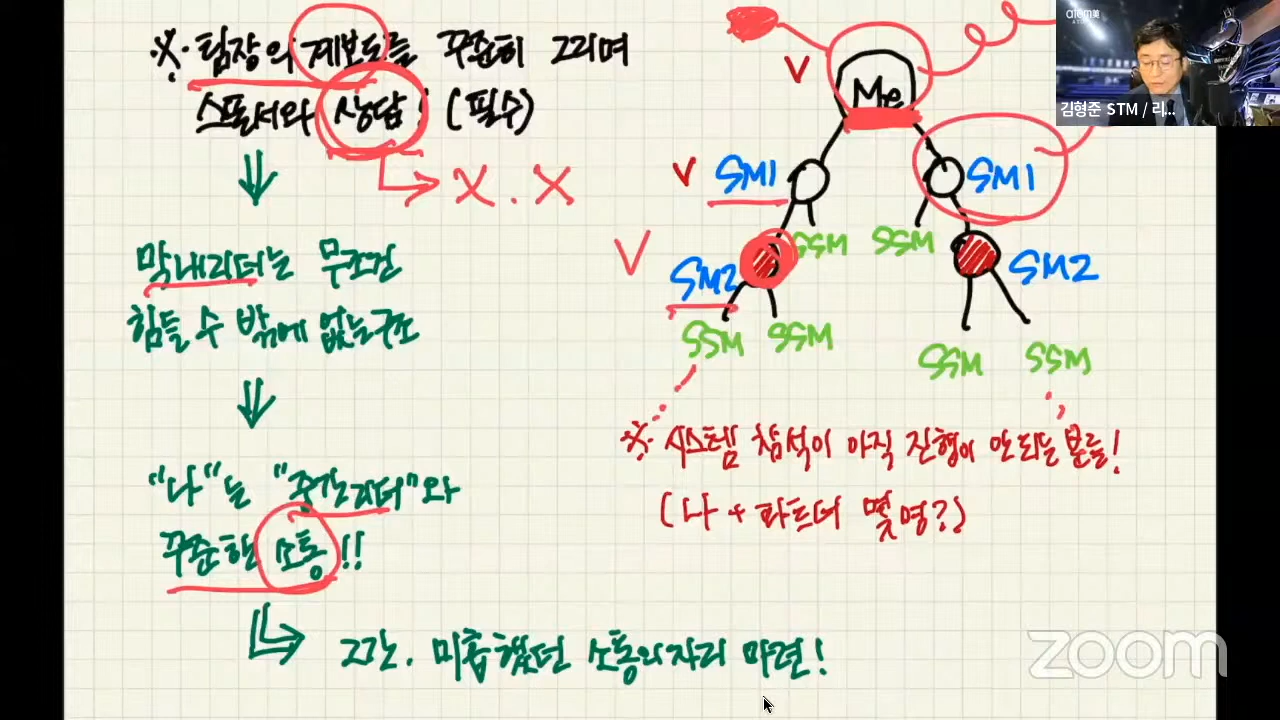 ※. 팀장의 계보도를 꾸준히 그리며
스폰서와 상담! (필수)
X . X
막내리더는 무조건
힘들 수 밖에 없는구조
"나"는 "중간리더"와
꾸준한 소통!!
그간. 미흡했던 소통의자리 마련!
Me
V
V SM1
SM1
V
SSM
SSM
SM2
SM2
SSM
SSM
SSM
SSM
※. 시스템 참석이 아직 진행이 안되는 분들!
(나 + 파트너 몇명?)
atom美
김형준 STM / 리...
zoom